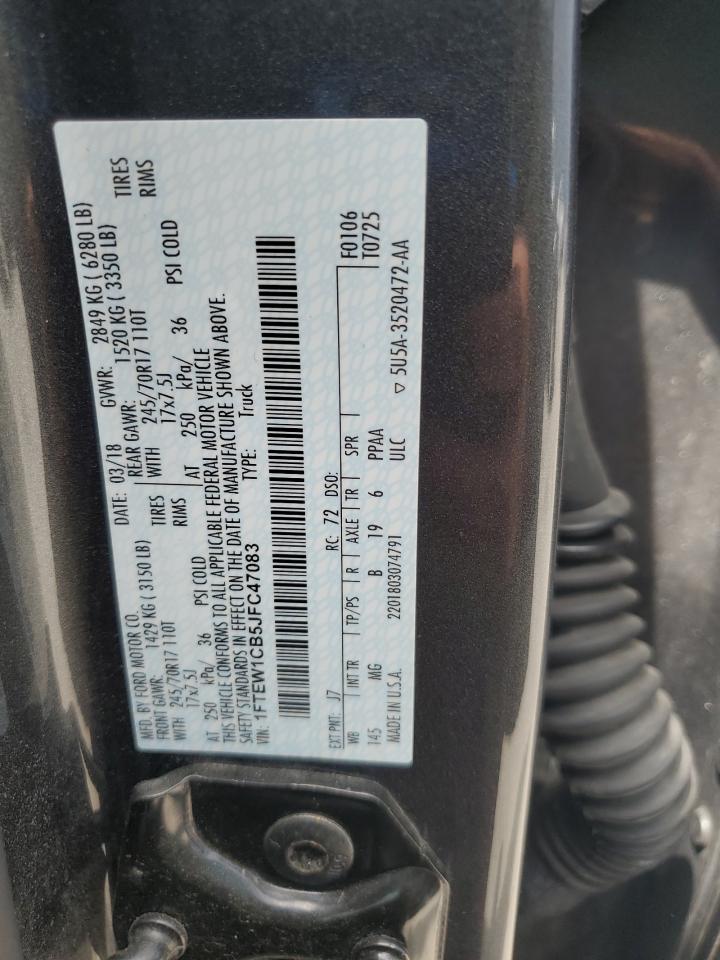 MFD. BY FORD MOTOR CO. DATE: 03/18 GVWR: 2849 KG ( 6280 LB)
FRONT GAWR: 1429 KG ( 3150 LB) REAR GAWR: 1520 KG ( 3350 LB)
WITH 245/70R17 110T TIRES WITH 245/70R17 110T TIRES
17x7.5J RIMS 17x7.5J RIMS
AT 250 kPa/ 36 PSI COLD AT 250 kPa/ 36 PSI COLD
THIS VEHICLE CONFORMS TO ALL APPLICABLE FEDERAL MOTOR VEHICLE
SAFETY STANDARDS IN EFFECT ON THE DATE OF MANUFACTURE SHOWN ABOVE.
VIN: 1FTEW1CB5JFC47083 TYPE: Truck
EXT PNT: J7 RC: 72 DSO: F0106
WB INT TR TP/PS R AXLE TR SPR T0725
145 MG B 19 6 PPAA
MADE IN U.S.A. 2201803074791 ULC ▽ 5U5A-3520472-AA